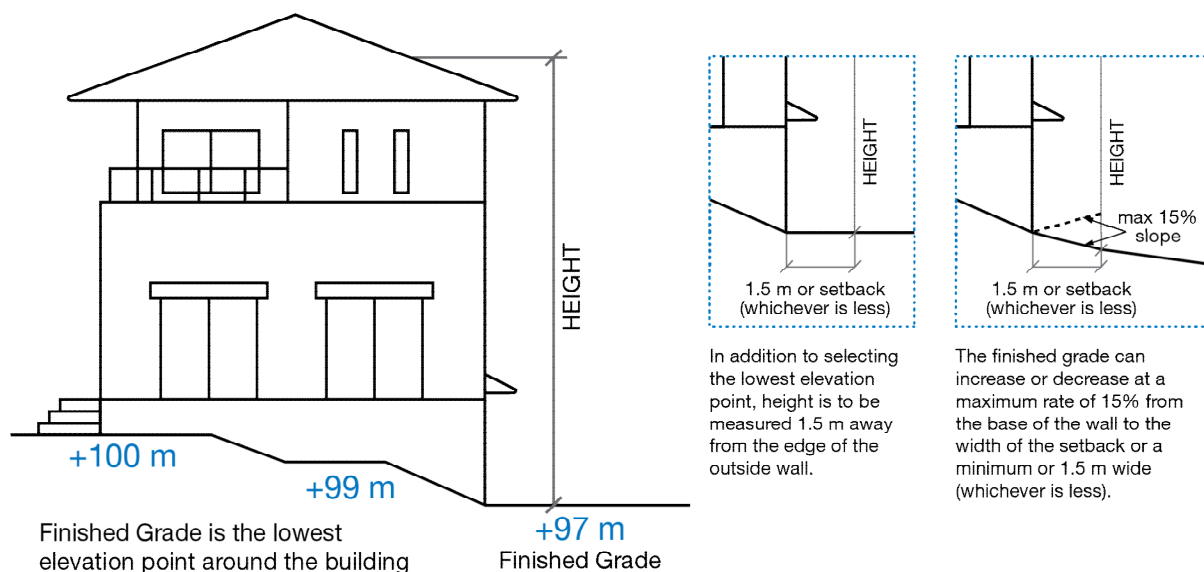 HEIGHT
+100 m
+99 m
+97 m
Finished Grade
Finished Grade is the lowest
elevation point around the building
HEIGHT
1.5 m or setback
(whichever is less)
In addition to selecting
the lowest elevation
point, height is to be
measured 1.5 m away
from the edge of the
outside wall.
HEIGHT
max 15%
slope
1.5 m or setback
(whichever is less)
The finished grade can
increase or decrease at a
maximum rate of 15% from
the base of the wall to the
width of the setback or a
minimum or 1.5 m wide
(whichever is less).